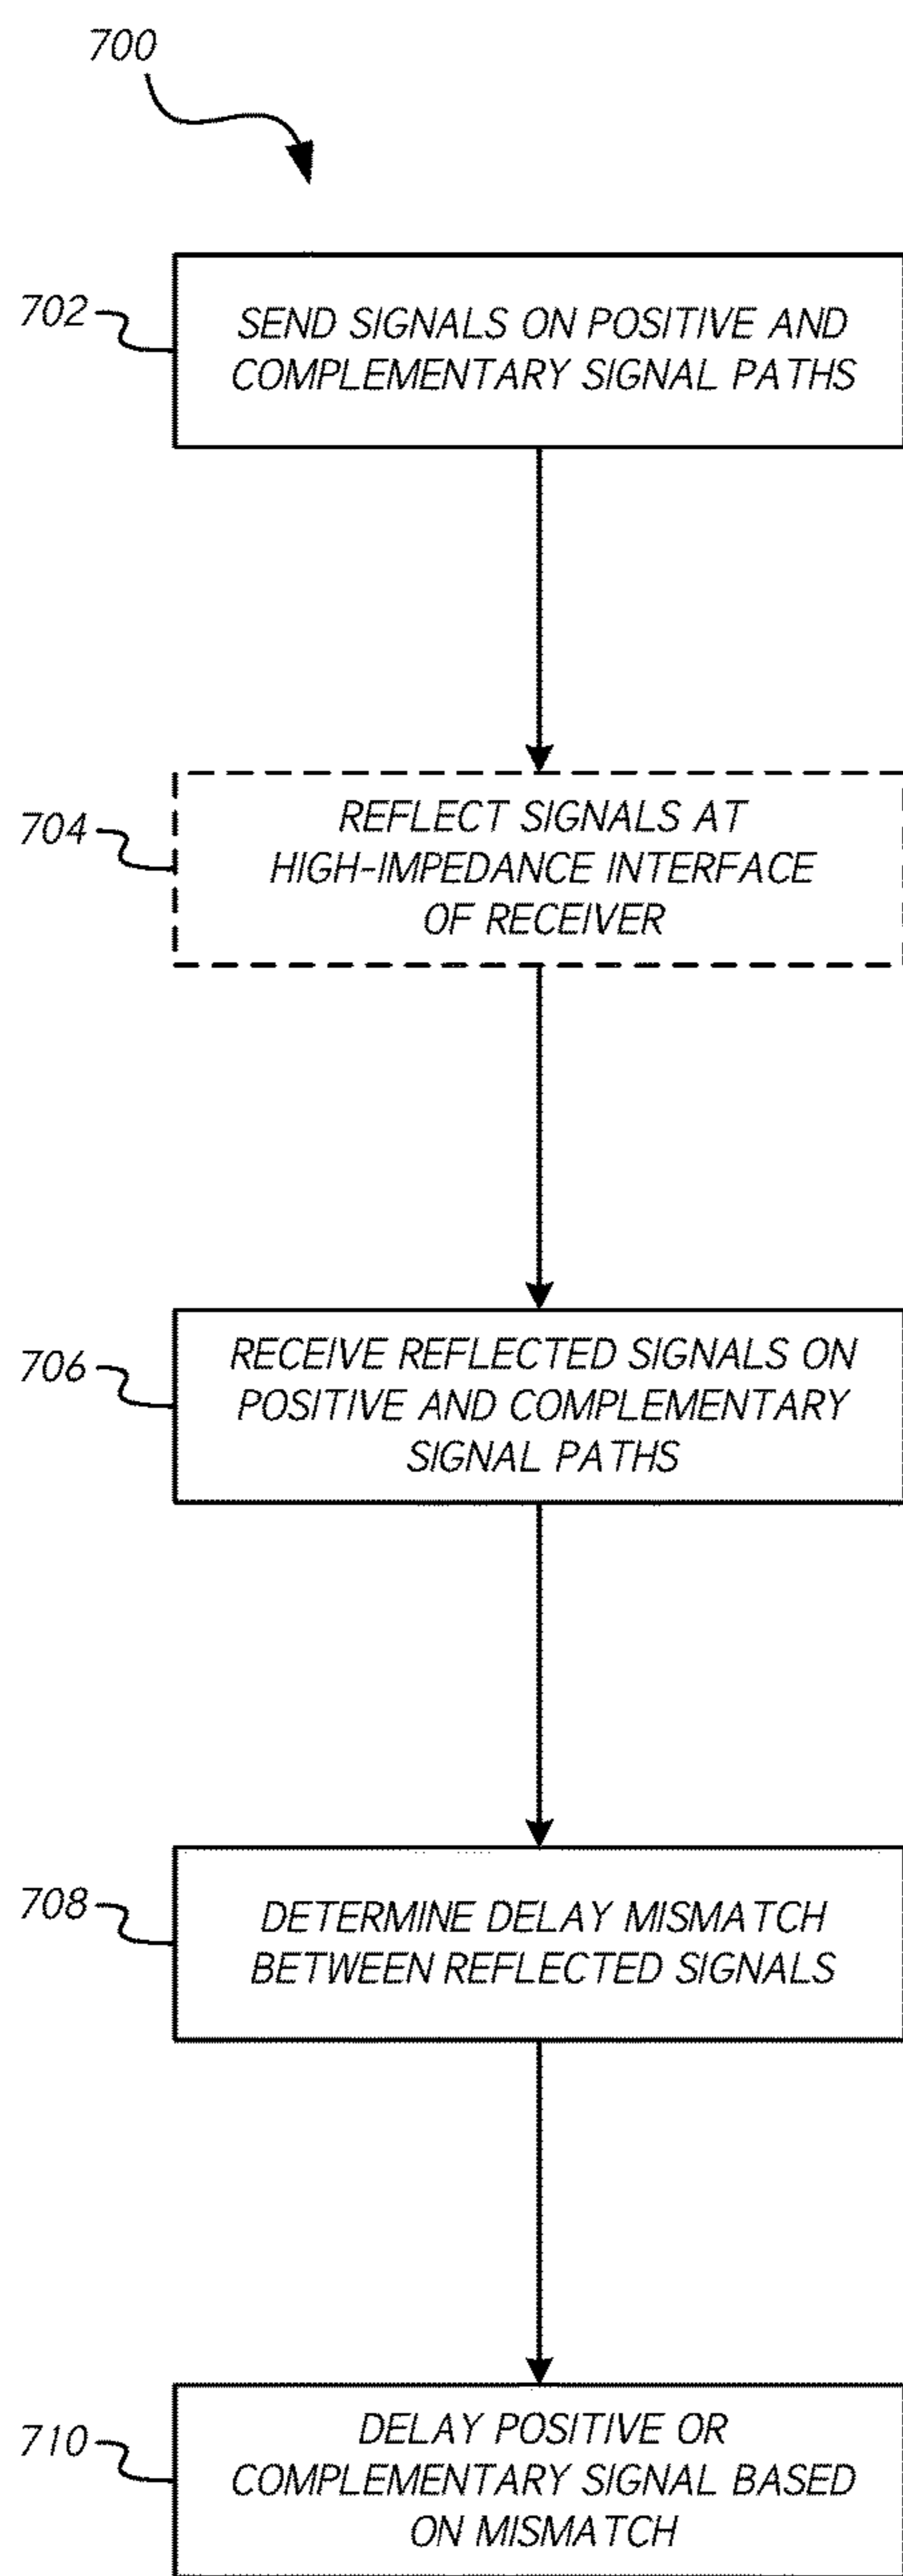 700
702
SEND SIGNALS ON POSITIVE AND
COMPLEMENTARY SIGNAL PATHS
704
REFLECT SIGNALS AT
HIGH-IMPEDANCE INTERFACE
OF RECEIVER
706
RECEIVE REFLECTED SIGNALS ON
POSITIVE AND COMPLEMENTARY
SIGNAL PATHS
708
DETERMINE DELAY MISMATCH
BETWEEN REFLECTED SIGNALS
710
DELAY POSITIVE OR
COMPLEMENTARY SIGNAL BASED
ON MISMATCH